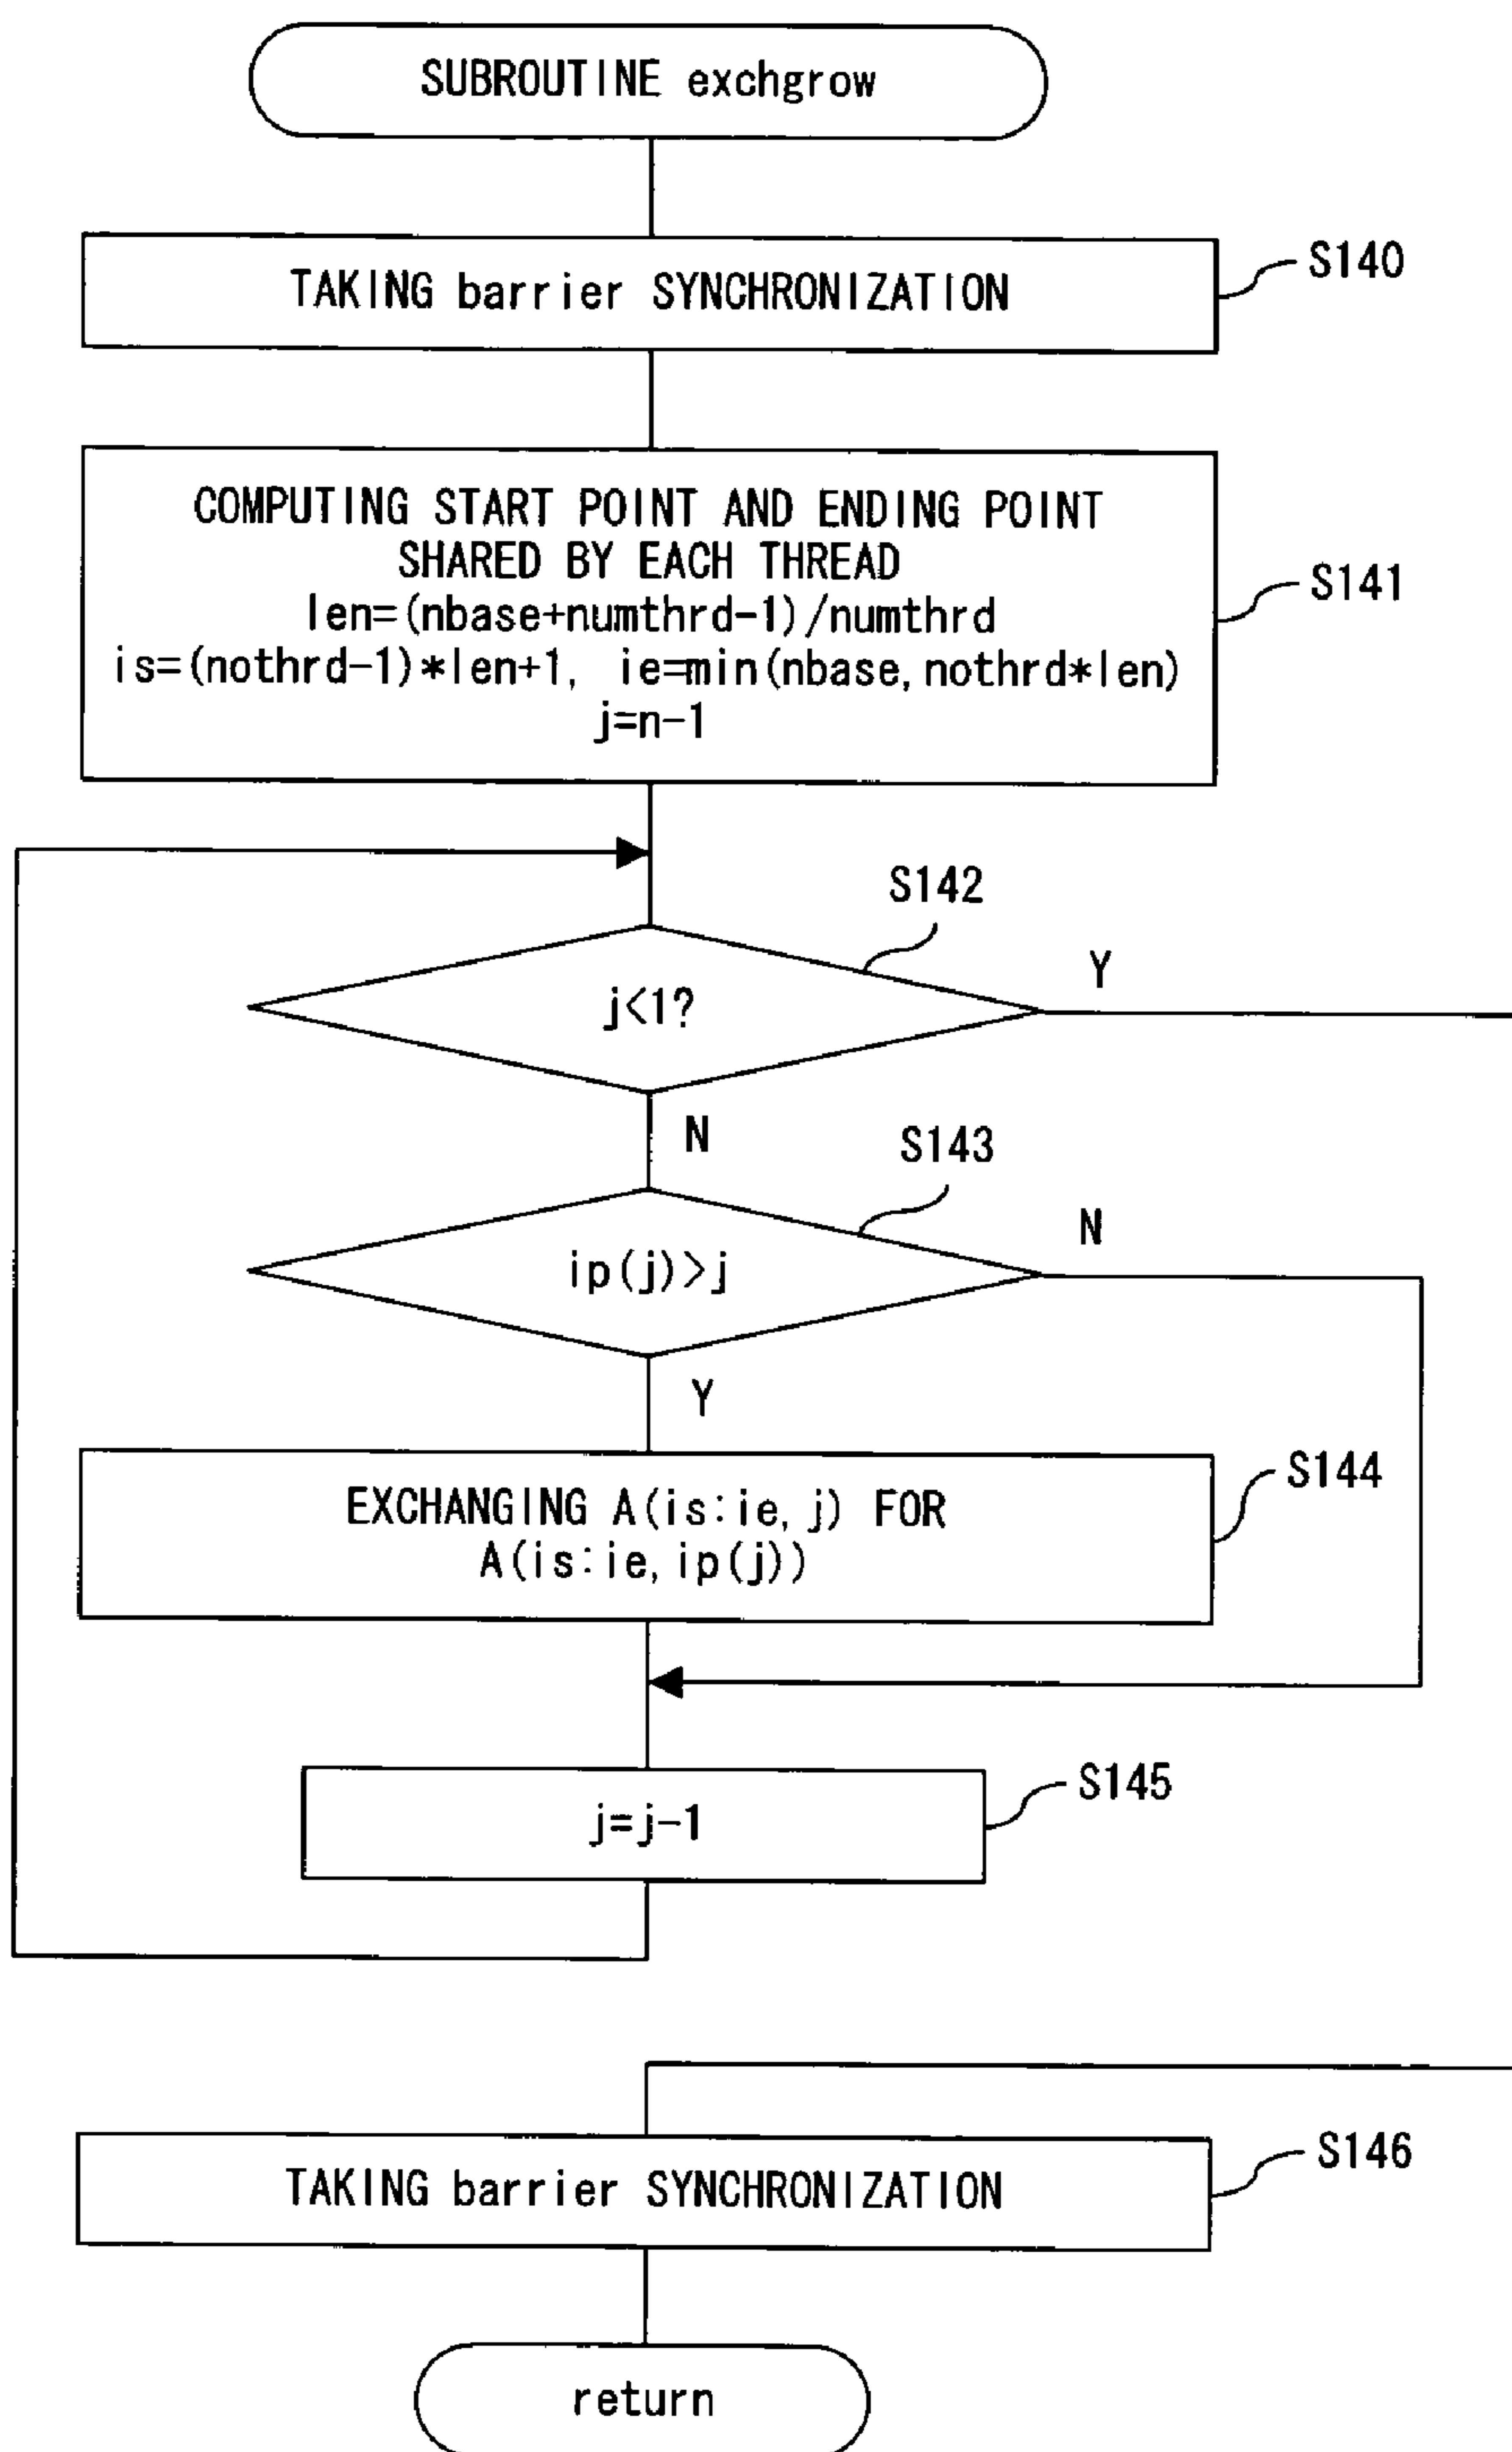 SUBROUTINE exchgrow
TAKING barrier SYNCHRONIZATION
S140
COMPUTING START POINT AND ENDING POINT
SHARED BY EACH THREAD
len=(nbase+numthrd-1)/numthrd
is=(nothrd-1)*len+1, ie=min(nbase,nothrd*len)
j=n-1
S141
S142
j<1?
Y
N
S143
ip(j)>j
N
Y
EXCHANGING A(is:ie,j) FOR
A(is:ie,ip(j))
S144
j=j-1
S145
TAKING barrier SYNCHRONIZATION
S146
return